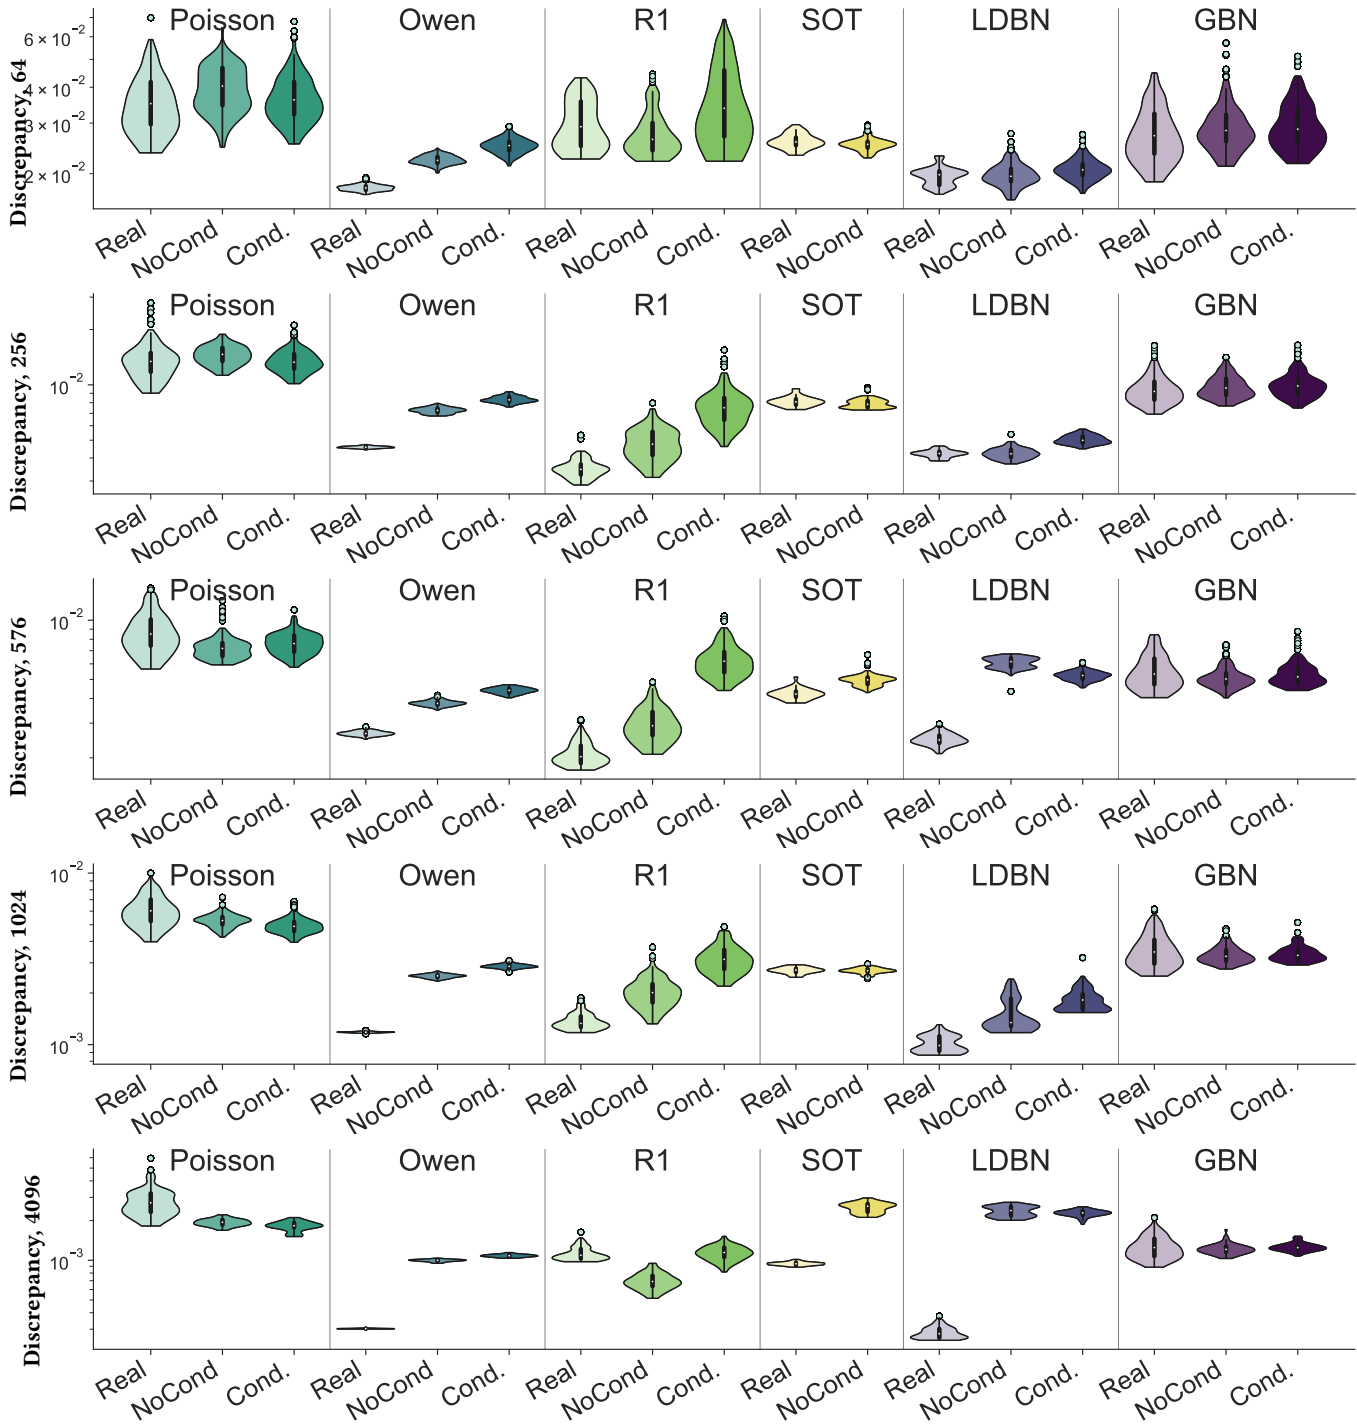 Poisson Owen R1 SOT LDBN GBN
6 × 10⁻²
4 × 10⁻²
3 × 10⁻²
2 × 10⁻²
Discrepancy, 64
Real NoCond Cond. Real NoCond Cond. Real NoCond Cond. Real NoCond Real NoCond Cond. Real NoCond Cond.
Poisson Owen R1 SOT LDBN GBN
10⁻²
Discrepancy, 256
Real NoCond Cond. Real NoCond Cond. Real NoCond Cond. Real NoCond Real NoCond Cond. Real NoCond Cond.
Poisson Owen R1 SOT LDBN GBN
10⁻²
Discrepancy, 576
Real NoCond Cond. Real NoCond Cond. Real NoCond Cond. Real NoCond Real NoCond Cond. Real NoCond Cond.
Poisson Owen R1 SOT LDBN GBN
10⁻²
10⁻³
Discrepancy, 1024
Real NoCond Cond. Real NoCond Cond. Real NoCond Cond. Real NoCond Real NoCond Cond. Real NoCond Cond.
Poisson Owen R1 SOT LDBN GBN
10⁻³
Discrepancy, 4096
Real NoCond Cond. Real NoCond Cond. Real NoCond Cond. Real NoCond Real NoCond Cond. Real NoCond Cond.